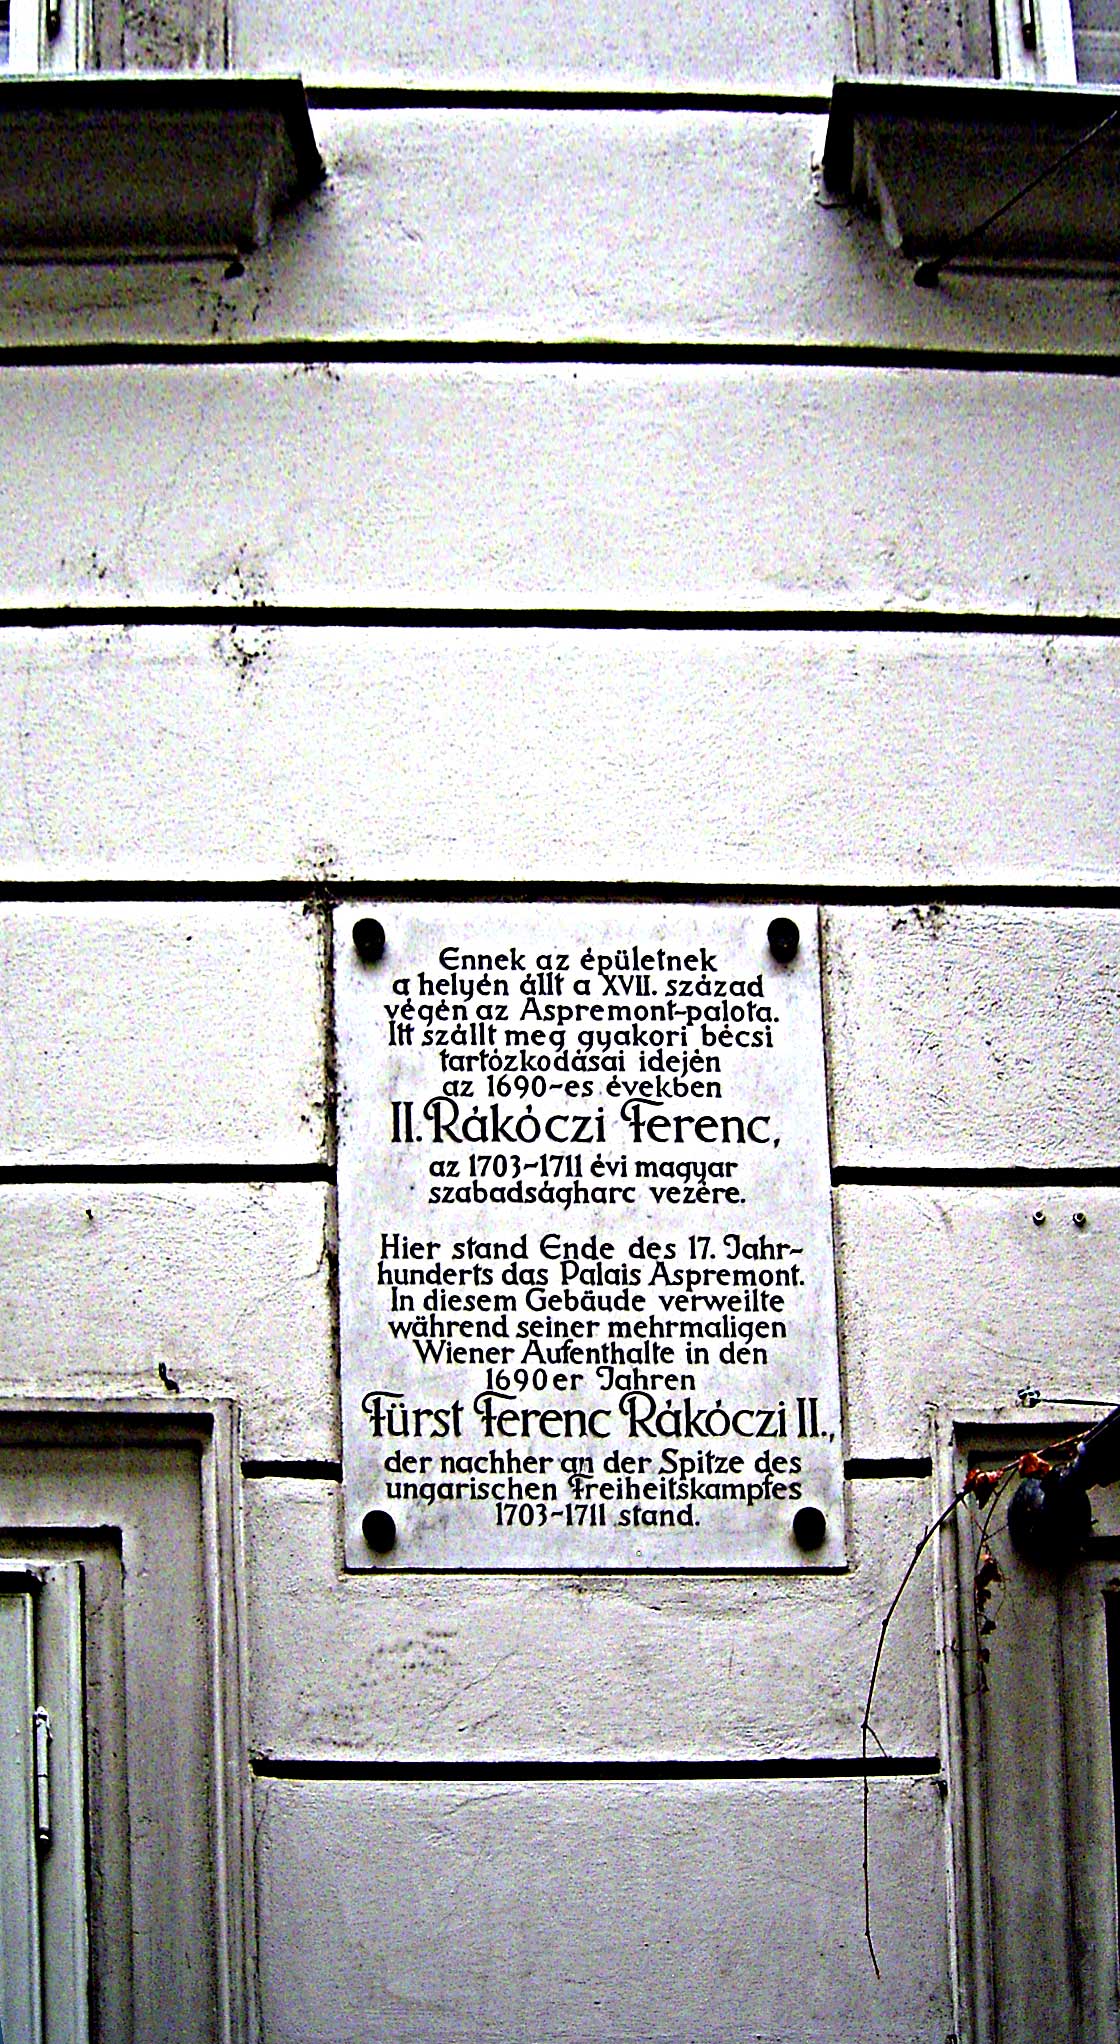 Ennek az épületnek
a helyén állt a XVII. század
végén az Aspremont-palota.
Itt szállt meg gyakori bécsi
tartózkodásai idején
az 1690-es években
II. Rákóczi Ferenc,
az 1703-1711 évi magyar
szabadságharc vezére.
Hier stand Ende des 17. Jahr-
hunderts das Palais Aspremont.
In diesem Gebäude verweilte
während seiner mehrmaligen
Wiener Aufenthalte in den
1690er Jahren
Fürst Ferenc Rákóczi II.,
der nachher an der Spitze des
ungarischen Freiheitskampfes
1703-1711 stand.